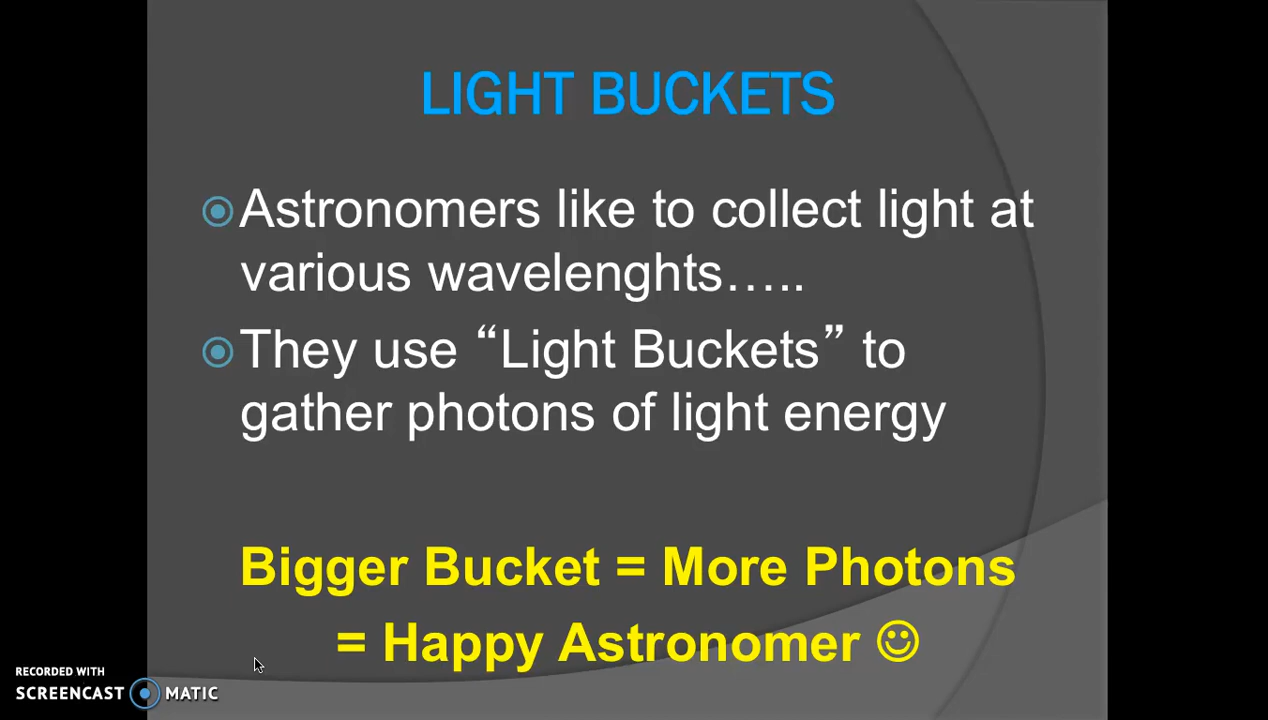 LIGHT BUCKETS
Astronomers like to collect light at
various wavelenghts…..
They use “Light Buckets” to
gather photons of light energy
Bigger Bucket = More Photons
= Happy Astronomer ☺
RECORDED WITH
SCREENCAST MATIC